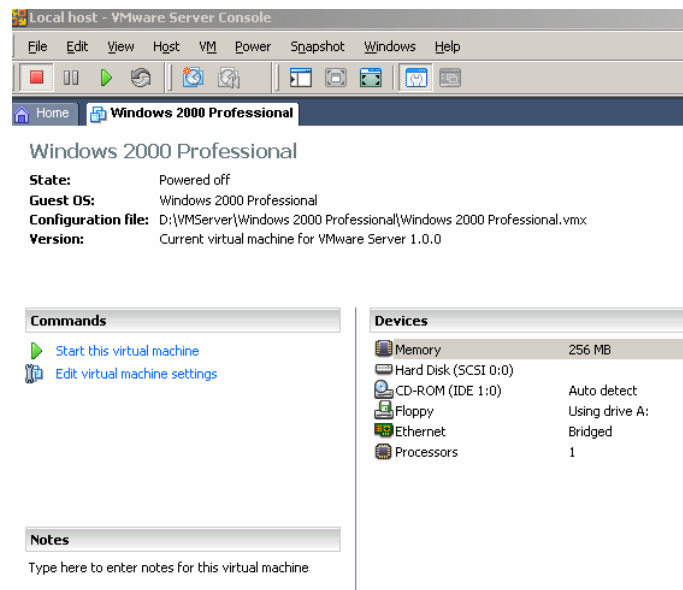 Local host - VMware Server Console
File Edit View Host VM Power Snapshot Windows Help
Home Windows 2000 Professional
Windows 2000 Professional
State: Powered off
Guest OS: Windows 2000 Professional
Configuration file: D:\VMServer\Windows 2000 Professional\Windows 2000 Professional.vmx
Version: Current virtual machine for VMware Server 1.0.0
Commands
Start this virtual machine
Edit virtual machine settings
Devices
Memory 256 MB
Hard Disk (SCSI 0:0)
CD-ROM (IDE 1:0) Auto detect
Floppy Using drive A:
Ethernet Bridged
Processors 1
Notes
Type here to enter notes for this virtual machine